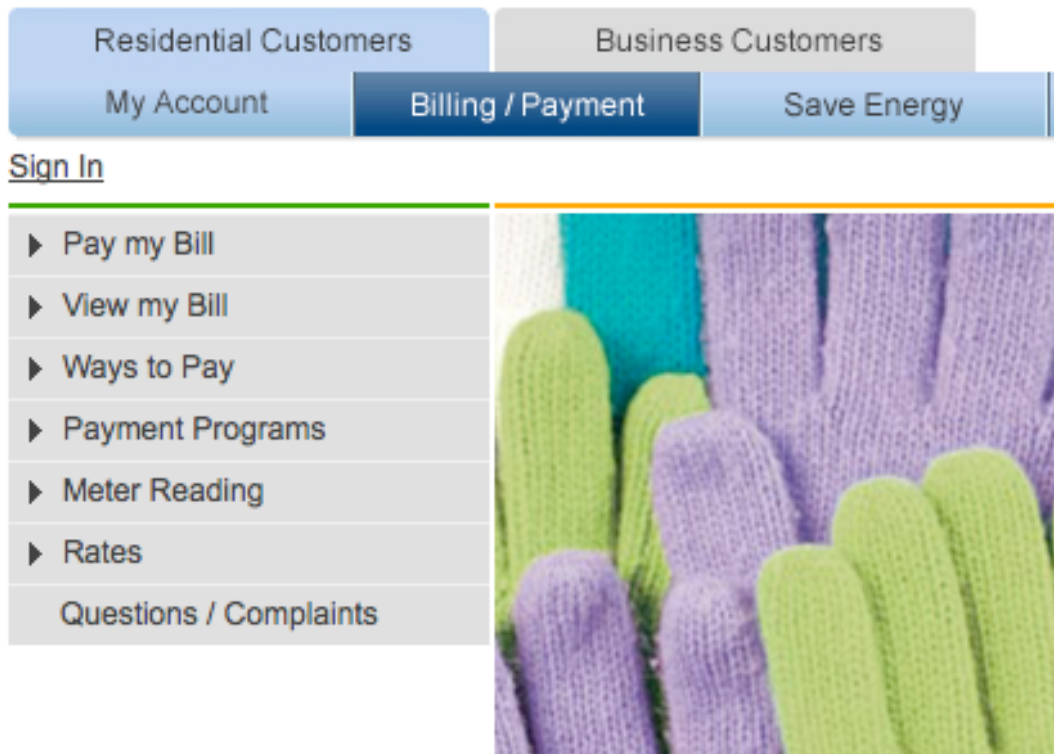 Residential Customers
Business Customers
My Account
Billing / Payment
Save Energy
Sign In
Pay my Bill
View my Bill
Ways to Pay
Payment Programs
Meter Reading
Rates
Questions / Complaints